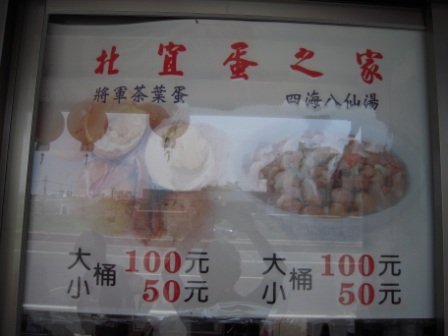 北宜蛋之家
將軍茶葉蛋
四海八仙湯
大桶100元
小桶50元
大桶100元
小桶50元